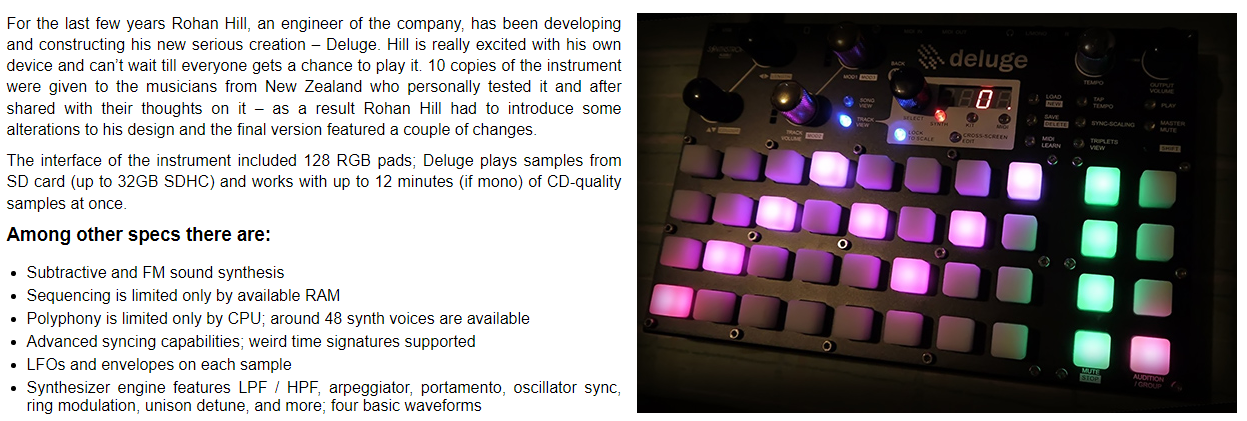 For the last few years Rohan Hill, an engineer of the company, has been developing
and constructing his new serious creation – Deluge. Hill is really excited with his own
device and can’t wait till everyone gets a chance to play it. 10 copies of the instrument
were given to the musicians from New Zealand who personally tested it and after
shared with their thoughts on it – as a result Rohan Hill had to introduce some
alterations to his design and the final version featured a couple of changes.
The interface of the instrument included 128 RGB pads; Deluge plays samples from
SD card (up to 32GB SDHC) and works with up to 12 minutes (if mono) of CD-quality
samples at once.
Among other specs there are:
• Subtractive and FM sound synthesis
• Sequencing is limited only by available RAM
• Polyphony is limited only by CPU; around 48 synth voices are available
• Advanced syncing capabilities; weird time signatures supported
• LFOs and envelopes on each sample
• Synthesizer engine features LPF / HPF, arpeggiator, portamento, oscillator sync,
ring modulation, unison detune, and more; four basic waveforms
deluge
BACK
MOD1
TEMPO
OUTPUT
VOLUME
SONG
VIEW
TRACK
VIEW
0
SELECT
SYNTH
KIT
MIDI
LOCK
TO SCALE
CROSS-SCREEN
EDIT
LOAD
NEW
SAVE
DELETE
MIDI
LEARN
TAP
TEMPO
SYNC-SCALING
TRIPLETS
VIEW
PLAY
MASTER
MUTE
SHIFT
TRACK
VOLUME
MUTE
STOP
AUDITION
/ GROUP